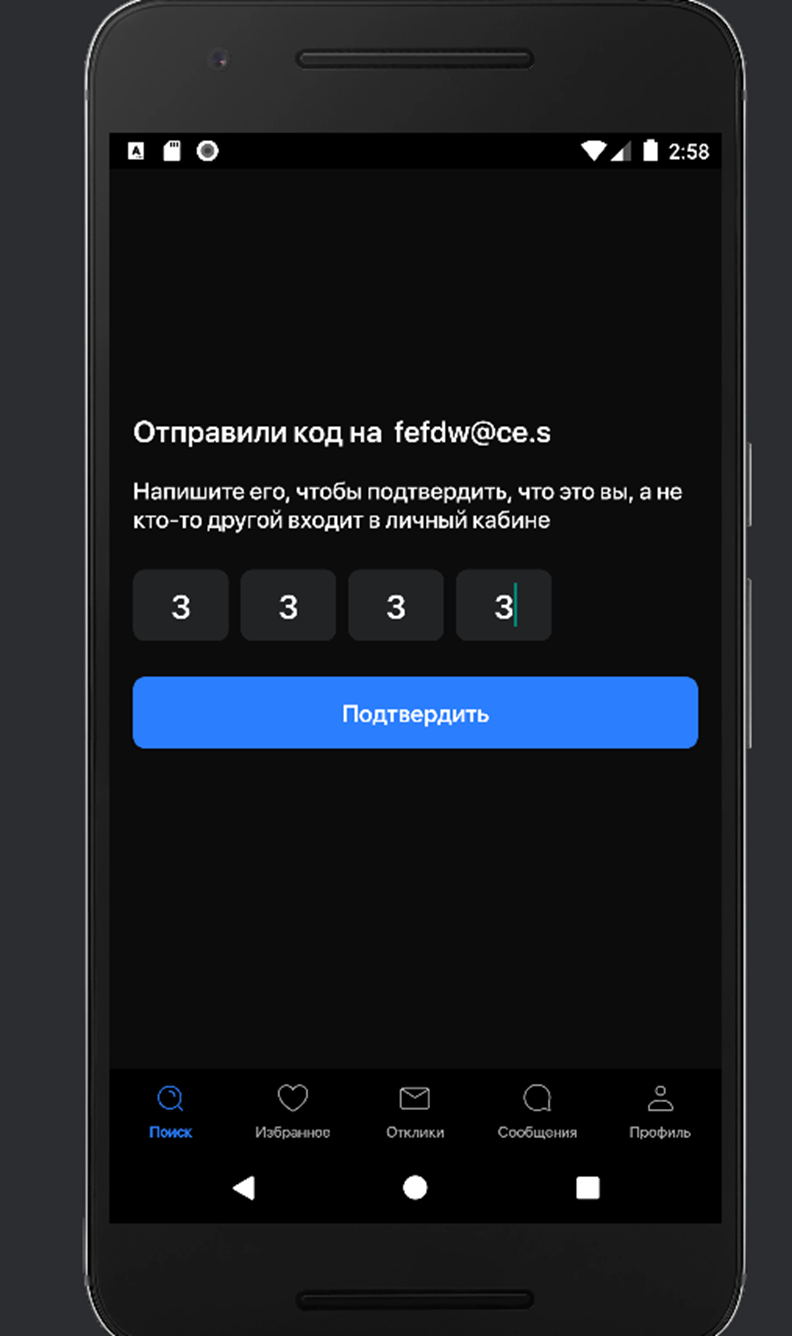 2:58
Отправили код на fefdw@ce.s
Напишите его, чтобы подтвердить, что это вы, а не
кто-то другой входит в личный кабине
3 3 3 3
Подтвердить
Поиск Избранное Отклики Сообщения Профиль